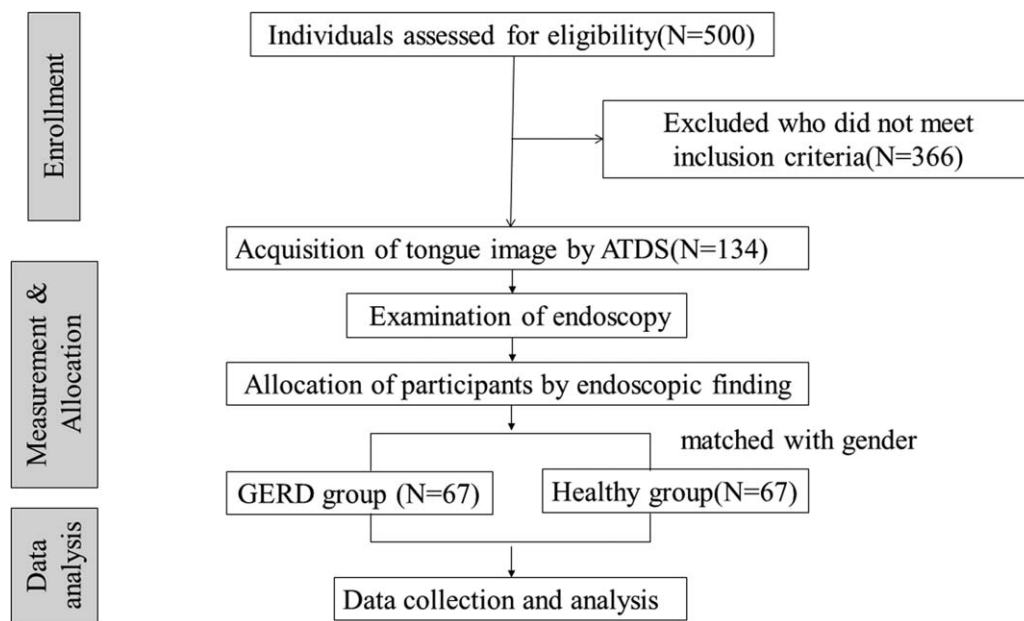 Enrollment
Individuals assessed for eligibility(N=500)
Excluded who did not meet
inclusion criteria(N=366)
Measurement &
Allocation
Acquisition of tongue image by ATDS(N=134)
Examination of endoscopy
Allocation of participants by endoscopic finding
matched with gender
GERD group (N=67)
Healthy group(N=67)
Data
analysis
Data collection and analysis